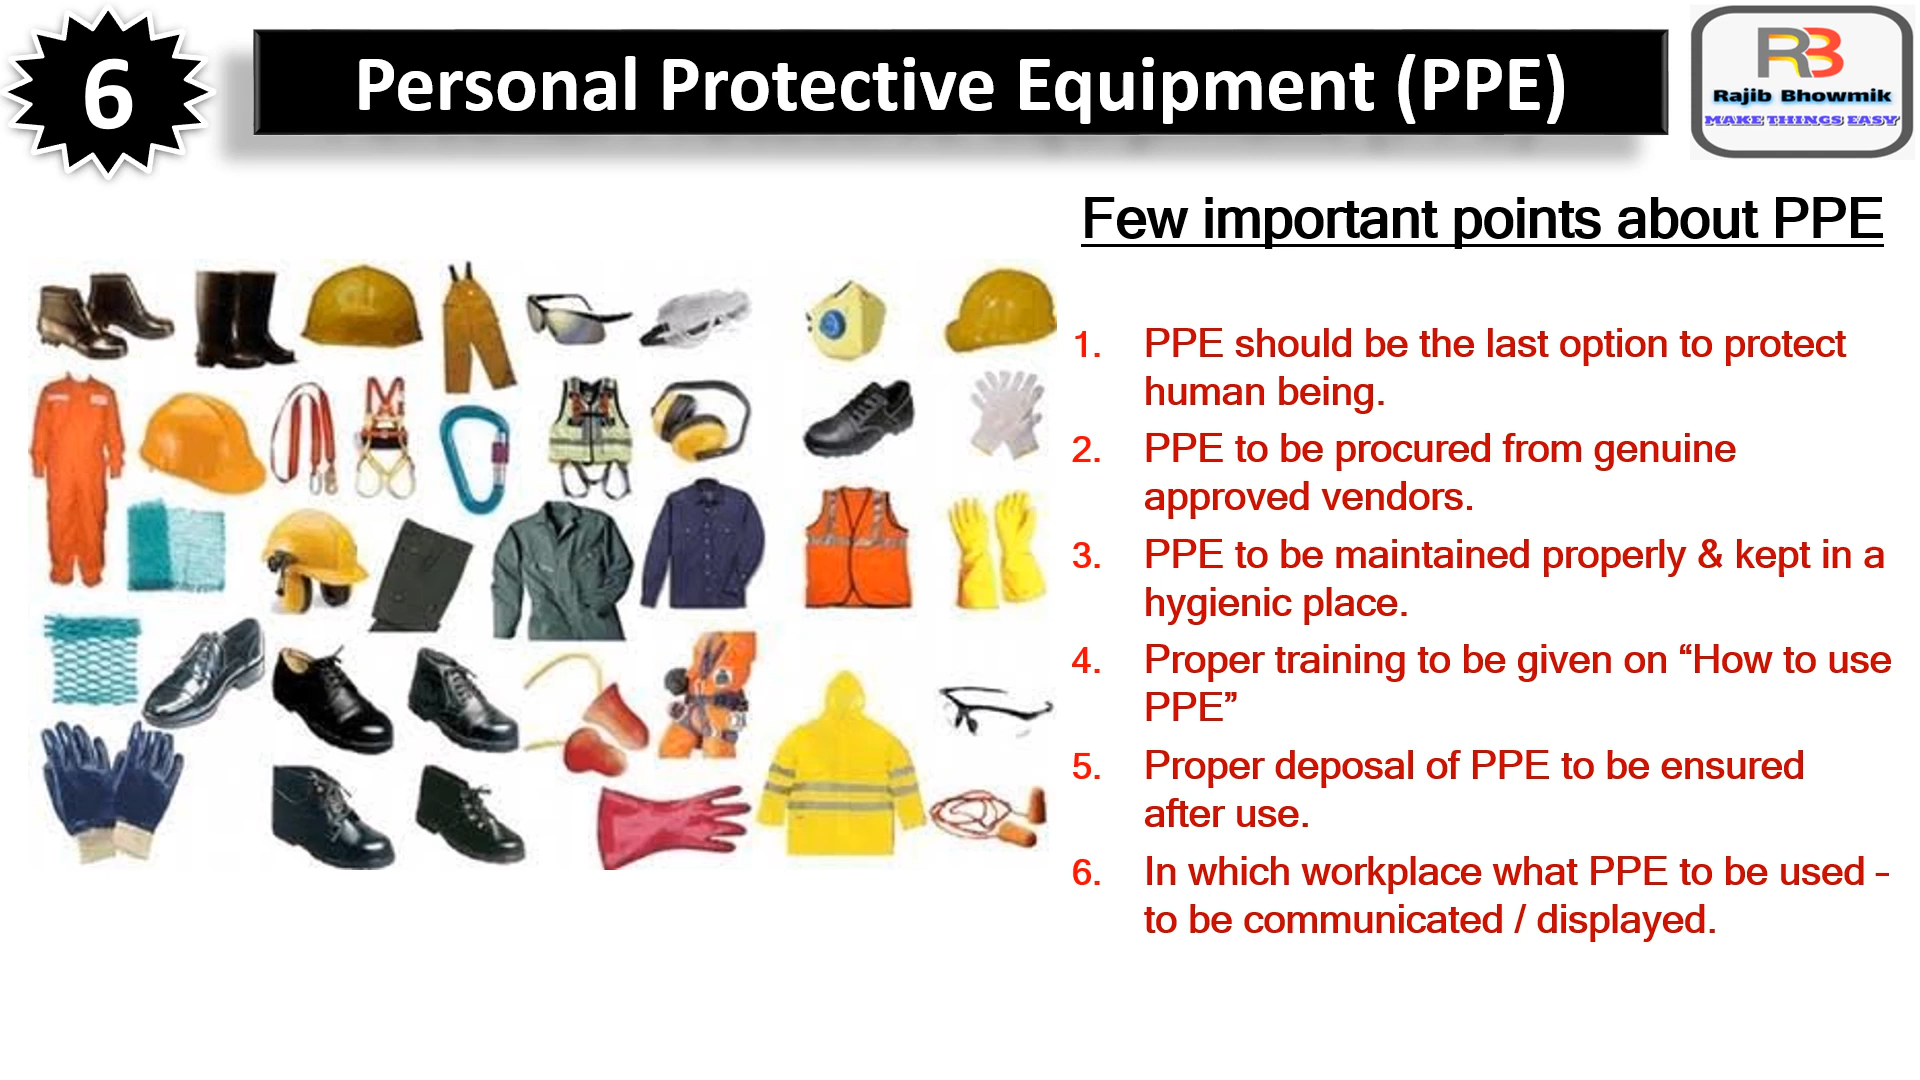 6
Personal Protective Equipment (PPE)
RB
Rajib Bhowmik
MAKE THINGS EASY
Few important points about PPE
1. PPE should be the last option to protect
human being.
2. PPE to be procured from genuine
approved vendors.
3. PPE to be maintained properly & kept in a
hygienic place.
4. Proper training to be given on “How to use
PPE”
5. Proper deposal of PPE to be ensured
after use.
6. In which workplace what PPE to be used –
to be communicated / displayed.